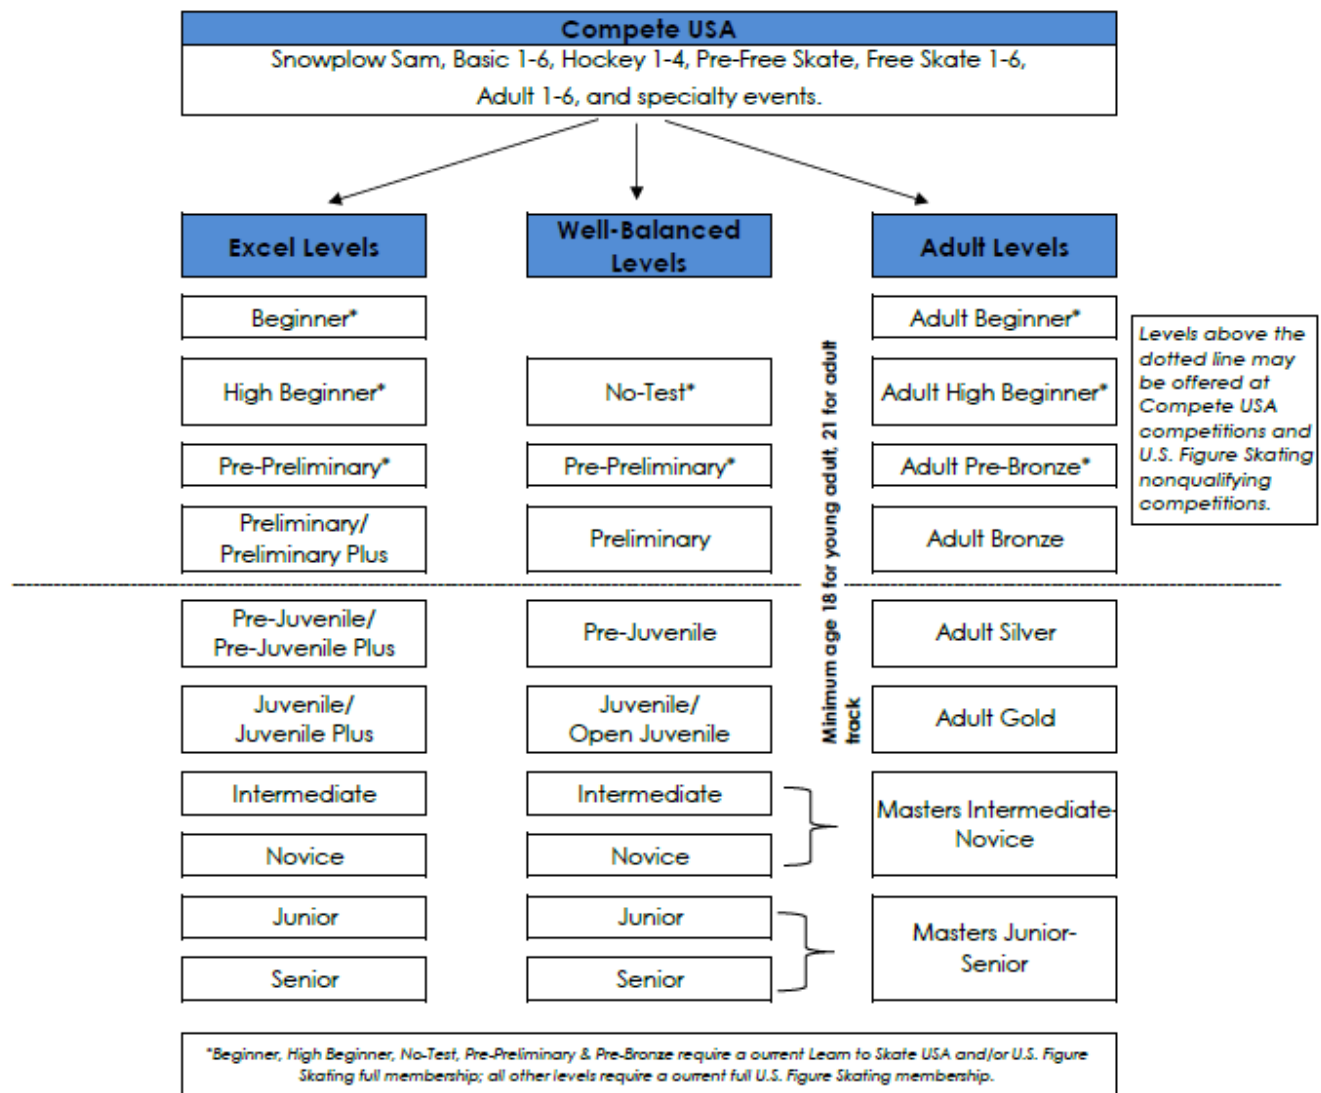 Compete USA
Snowplow Sam, Basic 1-6, Hockey 1-4, Pre-Free Skate, Free Skate 1-6,
Adult 1-6, and specialty events.
Excel Levels
Well-Balanced
Levels
Adult Levels
Beginner*
Adult Beginner*
High Beginner*
No-Test*
Adult High Beginner*
Pre-Preliminary*
Pre-Preliminary*
Adult Pre-Bronze*
Preliminary/
Preliminary Plus
Preliminary
Adult Bronze
Levels above the
dotted line may
be offered at
Compete USA
competitions and
U.S. Figure Skating
nonqualifying
competitions.
Minimum age 18 for young adult, 21 for adult
track
Pre-Juvenile/
Pre-Juvenile Plus
Pre-Juvenile
Adult Silver
Juvenile/
Juvenile Plus
Juvenile/
Open Juvenile
Adult Gold
Intermediate
Intermediate
Masters Intermediate-
Novice
Novice
Novice
Junior
Junior
Masters Junior-
Senior
Senior
Senior
*Beginner, High Beginner, No-Test, Pre-Preliminary & Pre-Bronze require a current Learn to Skate USA and/or U.S. Figure
Skating full membership; all other levels require a current full U.S. Figure Skating membership.